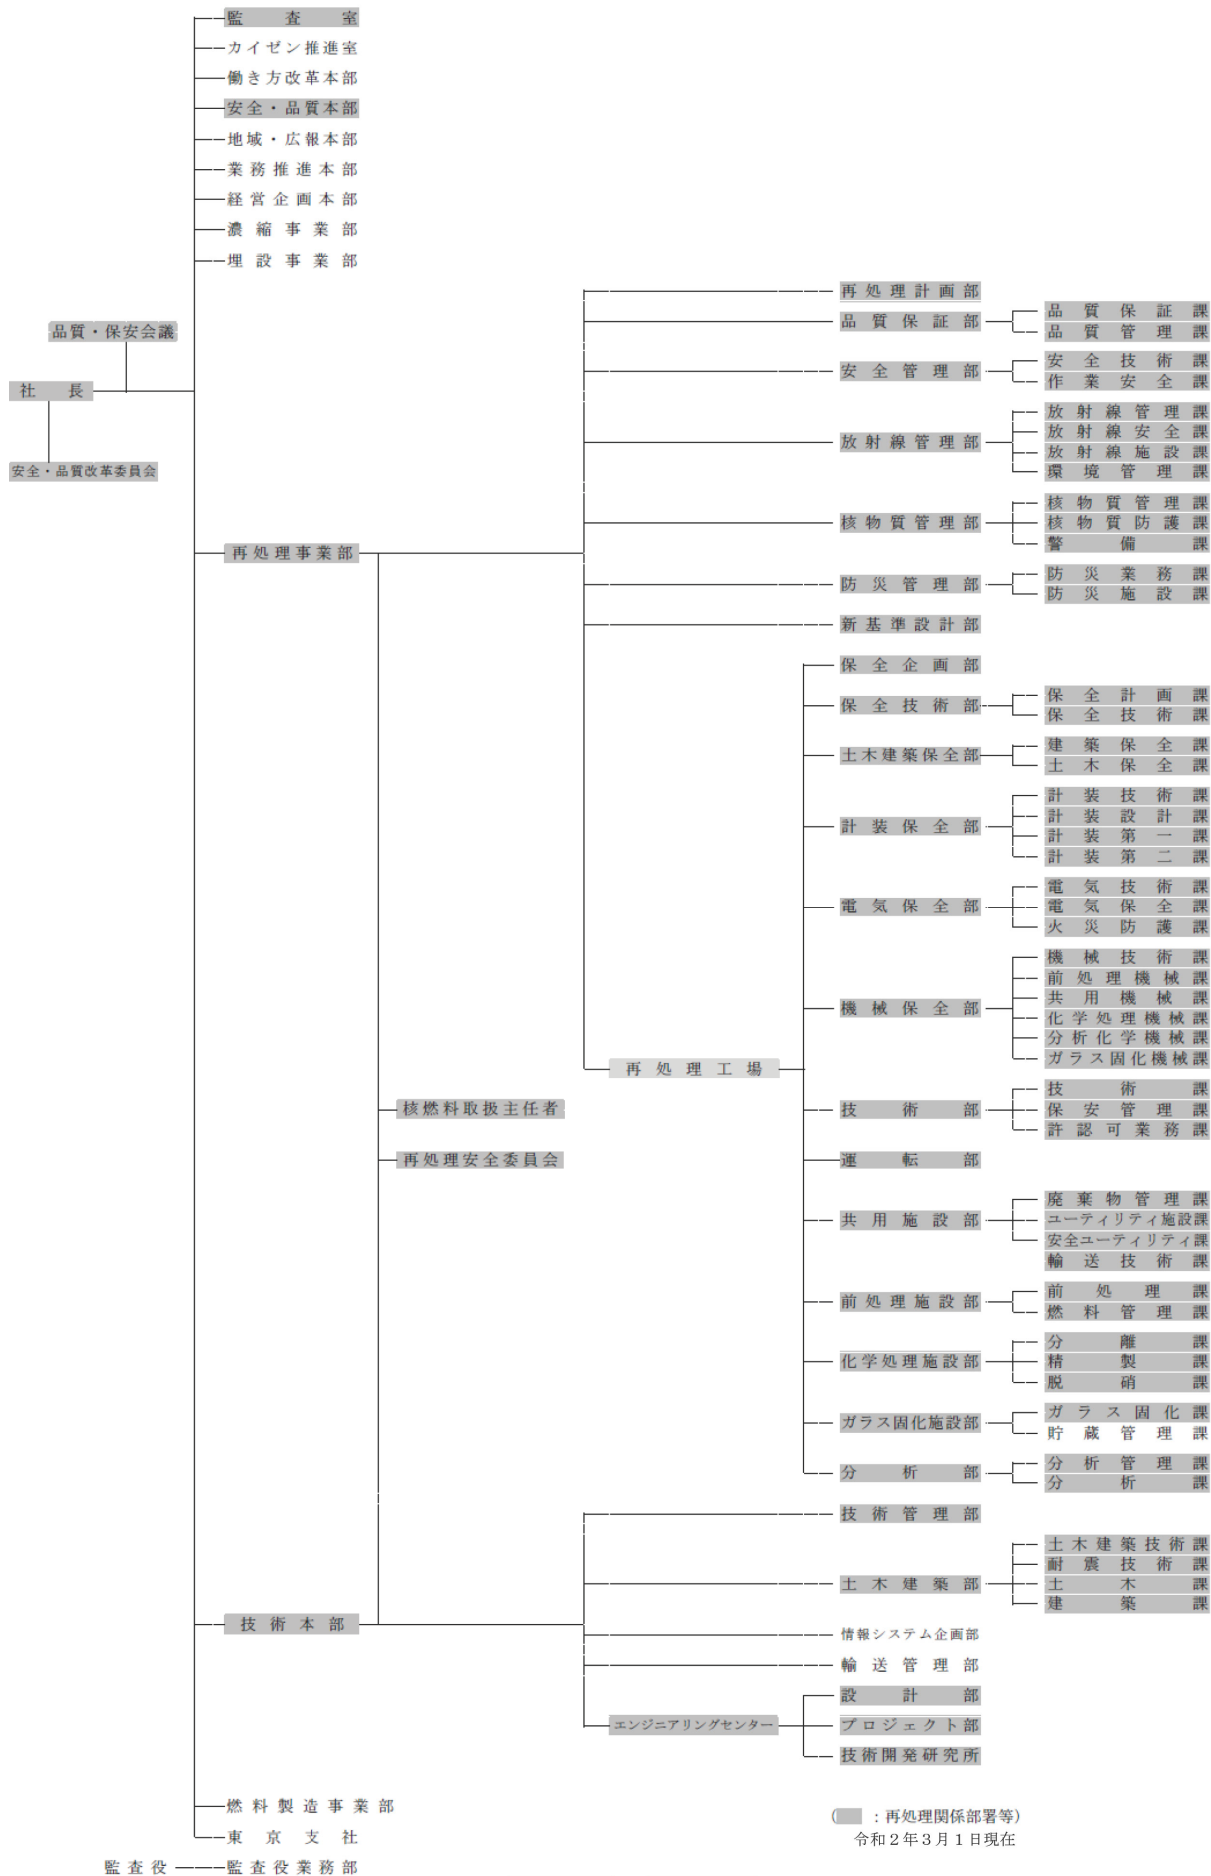 監査室
カイゼン推進室
働き方改革本部
安全・品質本部
地域・広報本部
業務推進本部
経営企画本部
濃縮事業部
埋設事業部
品質・保安会議
社長
安全・品質改革委員会
再処理事業部
再処理計画部
品質保証部
品質保証課
品質管理課
安全管理部
安全技術課
作業安全課
放射線管理部
放射線管理課
放射線安全課
放射線施設課
環境管理課
核物質管理部
核物質管理課
核物質防護課
警備課
防災管理部
防災業務課
防災施設課
新基準設計部
再処理工場
保全企画部
保全技術部
保全計画課
保全技術課
土木建築保全部
建築保全課
土木保全課
計装保全部
計装技術課
計装設計課
計装第一課
計装第二課
電気保全部
電気技術課
電気保全課
火災防護課
機械保全部
機械技術課
前処理機械課
共用機械課
化学処理機械課
分析化学機械課
ガラス固化機械課
技術部
技術課
保安管理課
許認可業務課
運転部
共用施設部
廃棄物管理課
ユーティリティ施設課
安全ユーティリティ課
輸送技術課
前処理施設部
前処理課
燃料管理課
化学処理施設部
分離課
精製課
脱硝課
ガラス固化施設部
ガラス固化課
貯蔵管理課
分析部
分析管理課
分析課
核燃料取扱主任者
再処理安全委員会
技術本部
技術管理部
土木建築部
土木建築技術課
耐震技術課
土木課
建築課
情報システム企画部
輸送管理部
エンジニアリングセンター
設計部
プロジェクト部
技術開発研究所
燃料製造事業部
東京支社
監査役
監査役業務部
( ：再処理関係部署等)
令和2年3月1日現在